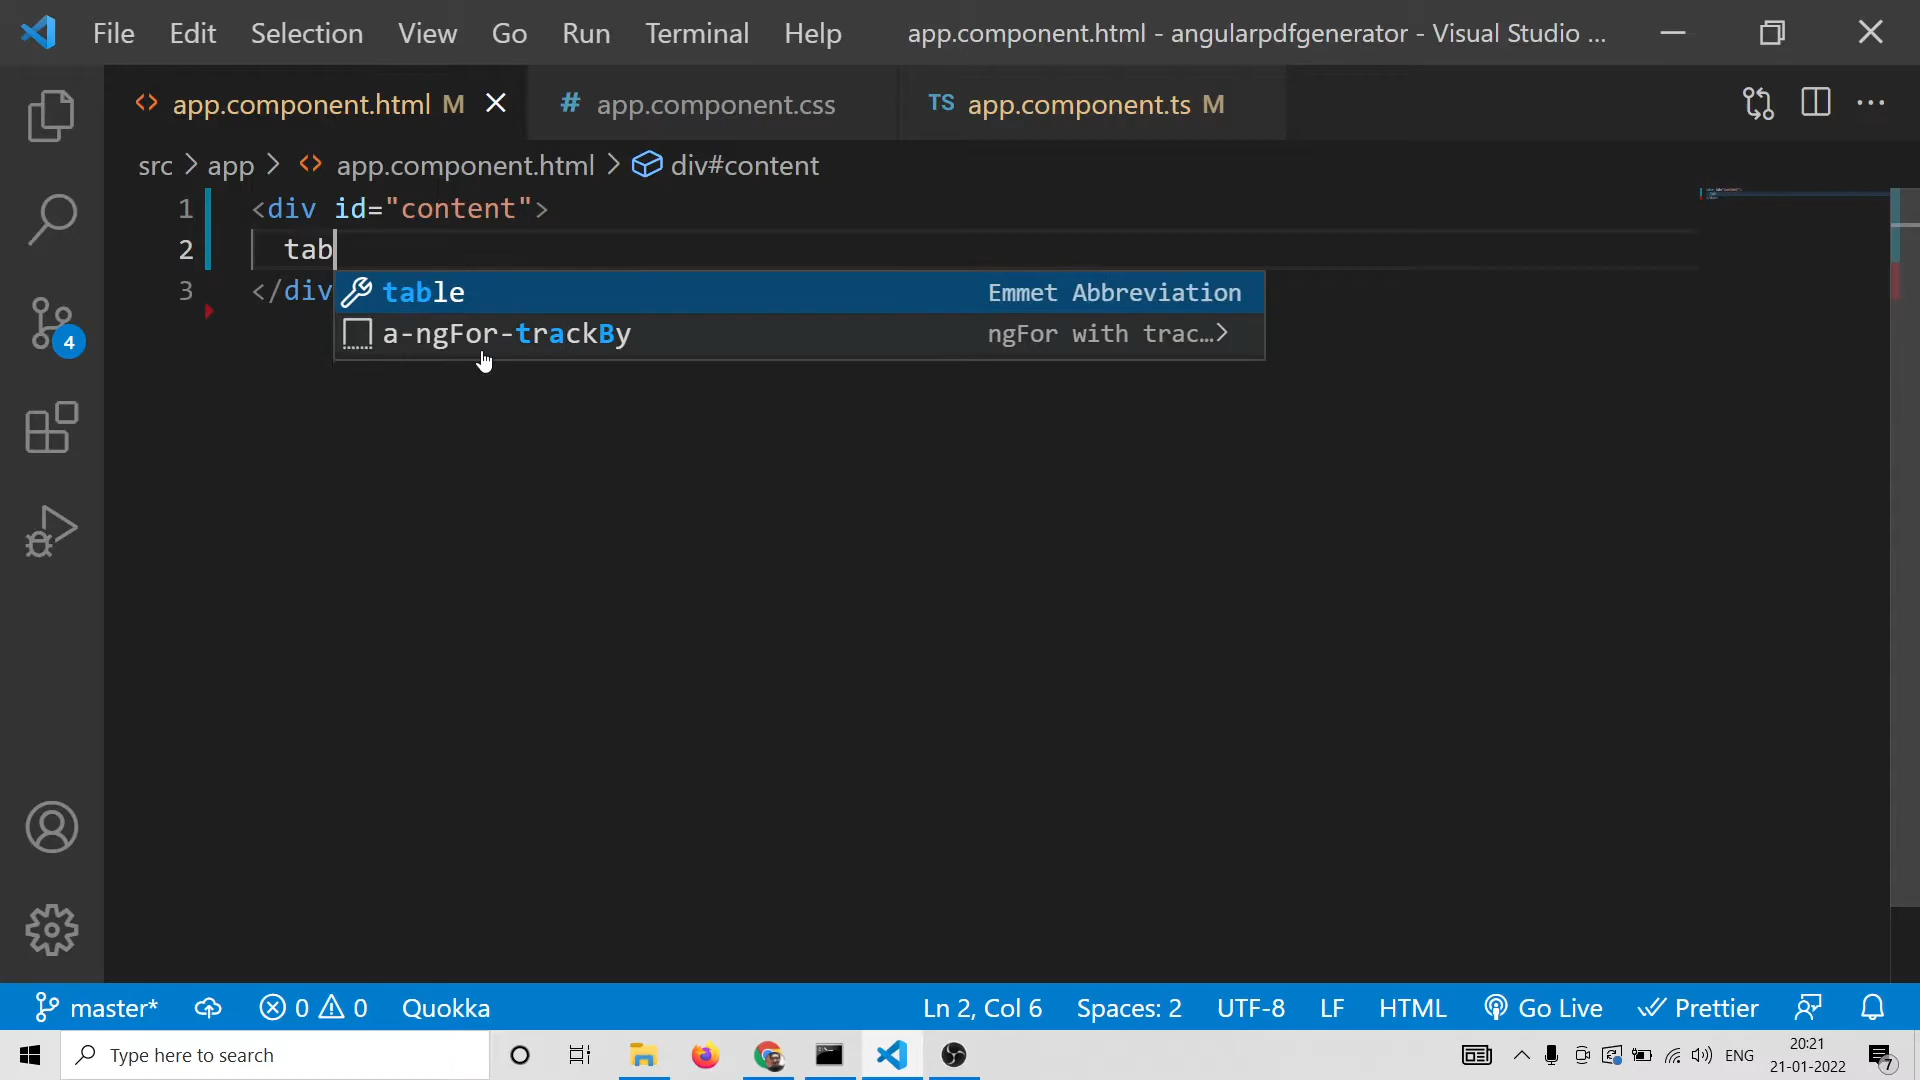 File Edit Selection View Go Run Terminal Help app.component.html - angularpdfgenerator - Visual Studio ...
<> app.component.html M # app.component.css TS app.component.ts M ...
src > app > <> app.component.html > div#content
1 <div id="content">
2 tab
3 </div
table Emmet Abbreviation
a-ngFor-trackBy ngFor with trac…>
4
master* 0 0 Quokka Ln 2, Col 6 Spaces: 2 UTF-8 LF HTML Go Live Prettier
Type here to search ENG 20:21
21-01-2022 7